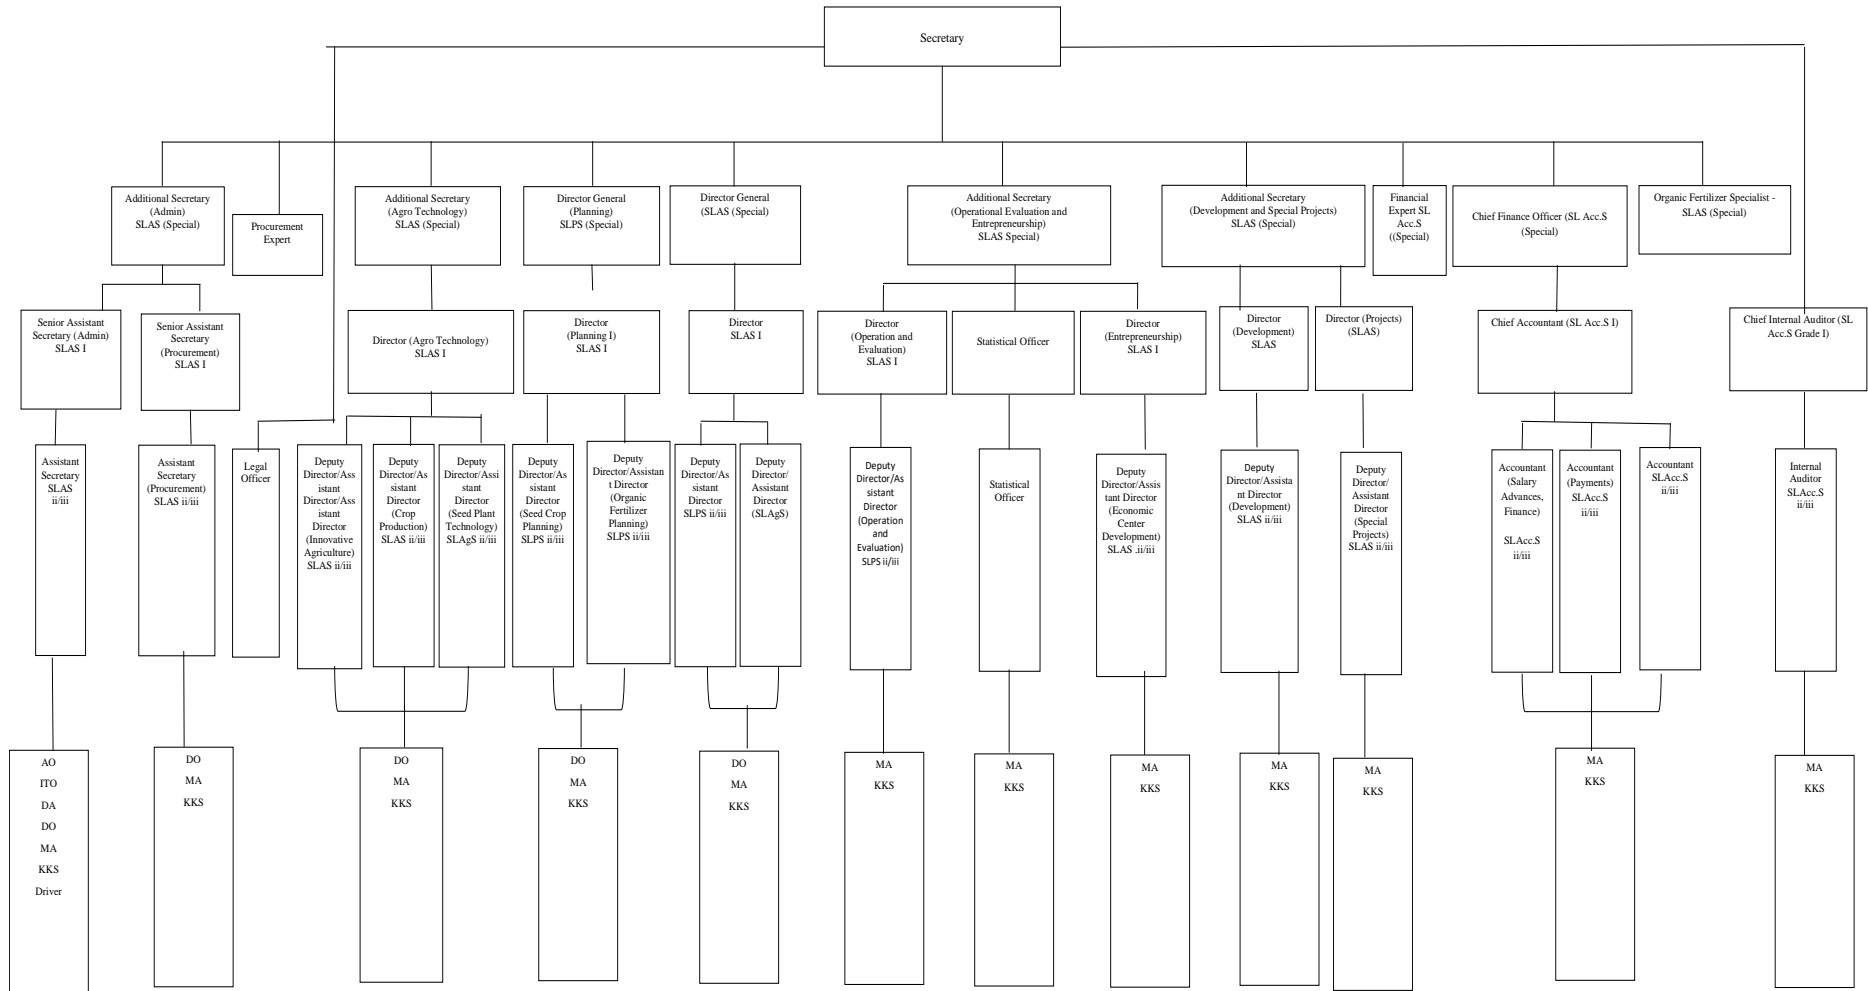 Secretary
Additional Secretary
(Admin)
SLAS (Special)
Procurement
Expert
Additional Secretary
(Agro Technology)
SLAS (Special)
Director General
(Planning)
SLPS (Special)
Director General
(SLAS (Special)
Additional Secretary
(Operational Evaluation and
Entrepreneurship)
SLAS Special)
Additional Secretary
(Development and Special Projects)
SLAS (Special)
Financial
Expert SL
Acc.S
((Special)
Chief Finance Officer (SL Acc.S
(Special)
Organic Fertilizer Specialist -
SLAS (Special)
Senior Assistant
Secretary (Admin)
SLAS I
Senior Assistant
Secretary
(Procurement)
SLAS I
Director (Agro Technology)
SLAS I
Director
(Planning I)
SLAS I
Director
SLAS I
Director
(Operation and
Evaluation)
SLAS I
Statistical Officer
Director
(Entrepreneurship)
SLAS I
Director
(Development)
SLAS
Director (Projects)
(SLAS)
Chief Accountant (SL Acc.S I)
Chief Internal Auditor (SL
Acc.S Grade I)
Assistant
Secretary
SLAS
ii/iii
Assistant
Secretary
(Procurement)
SLAS ii/iii
Legal
Officer
Deputy
Director/Ass
istant
Director/Ass
istant
Director
(Innovative
Agriculture)
SLAS ii/iii
Deputy
Director/As
sistant
Director
(Crop
Production)
SLAS ii/iii
Deputy
Director/Assi
istant
Director
(Seed Plant
Technology)
SLAgS ii/iii
Deputy
Director/As
sistant
Director
(Seed Crop
Planning)
SLPS ii/iii
Deputy
Director/Assistan
t Director
(Organic
Fertilizer
Planning)
SLPS ii/iii
Deputy
Director/As
sistant
Director
SLPS ii/iii
Deputy
Director/
Assistant
Director
(SLAgS)
Deputy
Director/As
sistant
Director
(Operation
and
Evaluation)
SLPS ii/iii
Statistical
Officer
Deputy
Director/Assis
tant Director
(Economic
Center
Development)
SLAS .ii/iii
Deputy
Director/Assista
nt Director
(Development)
SLAS ii/iii
Deputy
Director/
Assistant
Director
(Special
Projects)
SLAS ii/iii
Accountant
(Salary
Advances,
Finance)
SLAcc.S
ii/iii
Accountant
(Payments)
SLAcc.S
ii/iii
Accountant
SLAcc.S
ii/iii
Internal
Auditor
SLAcc.S
ii/iii
AO
ITO
DA
DO
MA
KKS
Driver
DO
MA
KKS
DO
MA
KKS
DO
MA
KKS
DO
MA
KKS
MA
KKS
MA
KKS
MA
KKS
MA
KKS
MA
KKS
MA
KKS
MA
KKS